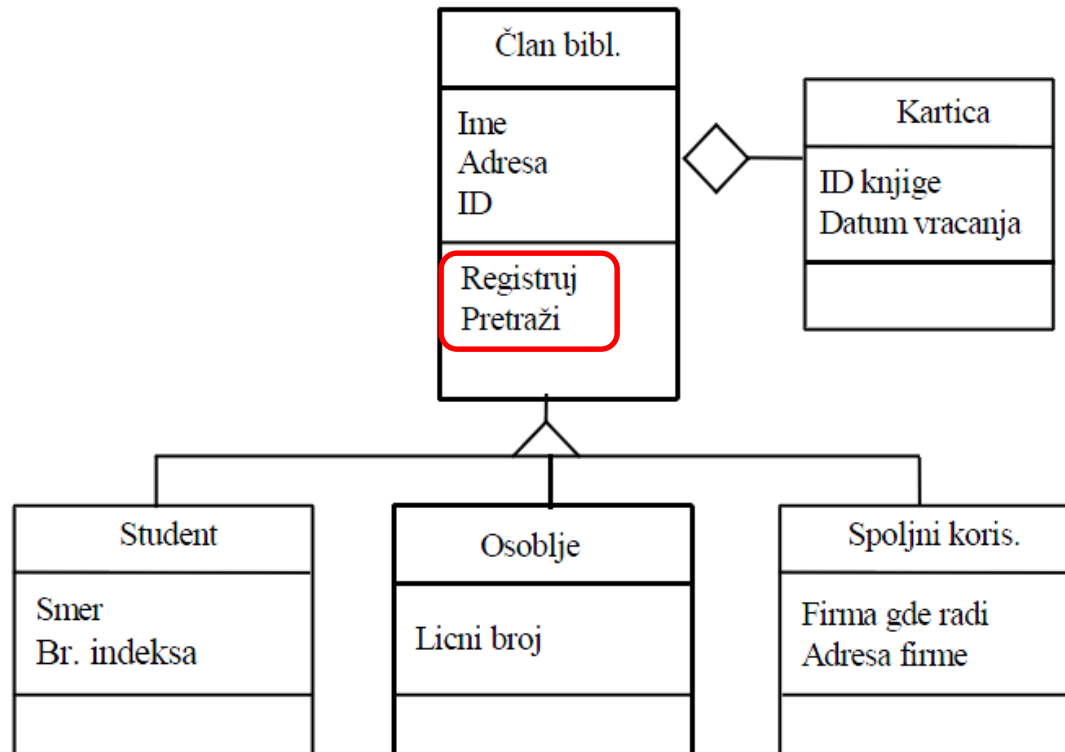 Član bibl.
Ime
Adresa
ID
Registruj
Pretraži
Kartica
ID knjige
Datum vracanja
Student
Smer
Br. indeksa
Osoblje
Licni broj
Spoljni koris.
Firma gde radi
Adresa firme